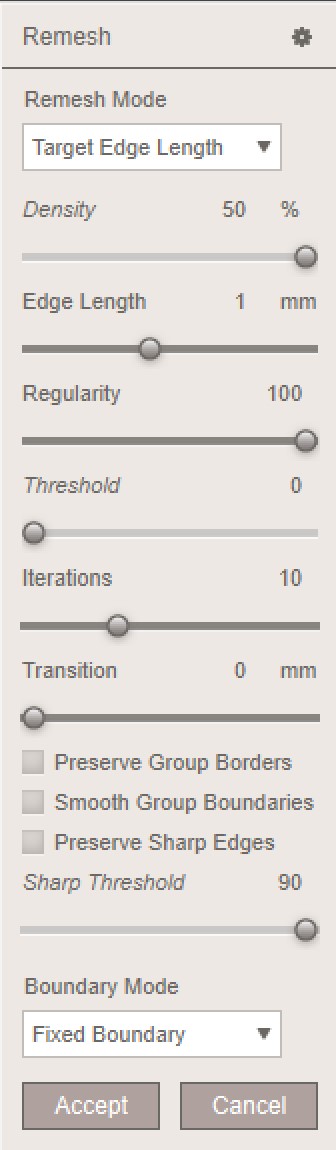 Remesh
Remesh Mode
Target Edge Length
Density 50 %
Edge Length 1 mm
Regularity 100
Threshold 0
Iterations 10
Transition 0 mm
Preserve Group Borders
Smooth Group Boundaries
Preserve Sharp Edges
Sharp Threshold 90
Boundary Mode
Fixed Boundary
Accept Cancel